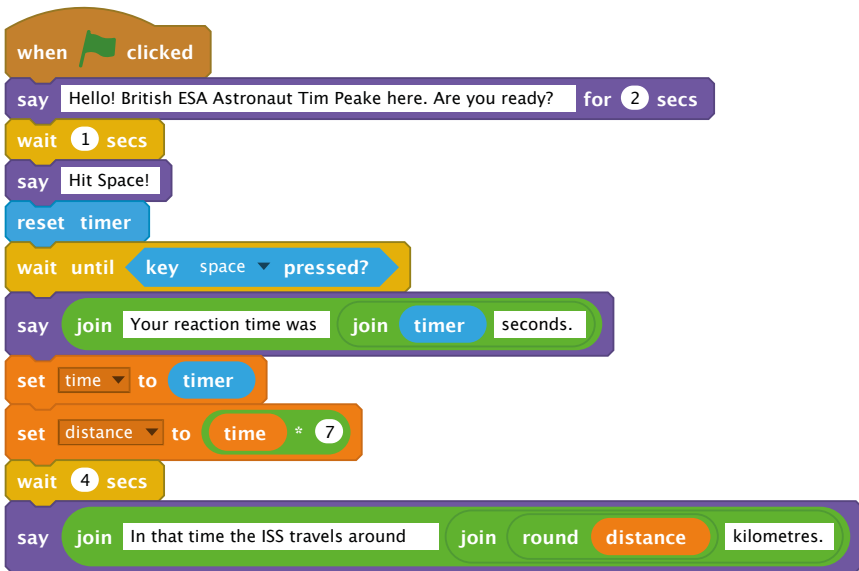 when clicked
say Hello! British ESA Astronaut Tim Peake here. Are you ready? for 2 secs
wait 1 secs
say Hit Space!
reset timer
wait until key space pressed?
say join Your reaction time was join timer seconds.
set time to timer
set distance to time * 7
wait 4 secs
say join In that time the ISS travels around join round distance kilometres.